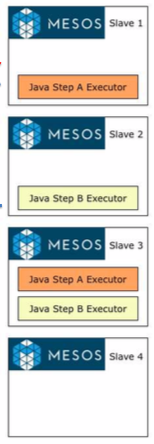 MESOS Slave 1
Java Step A Executor
MESOS Slave 2
Java Step B Executor
MESOS Slave 3
Java Step A Executor
Java Step B Executor
MESOS Slave 4